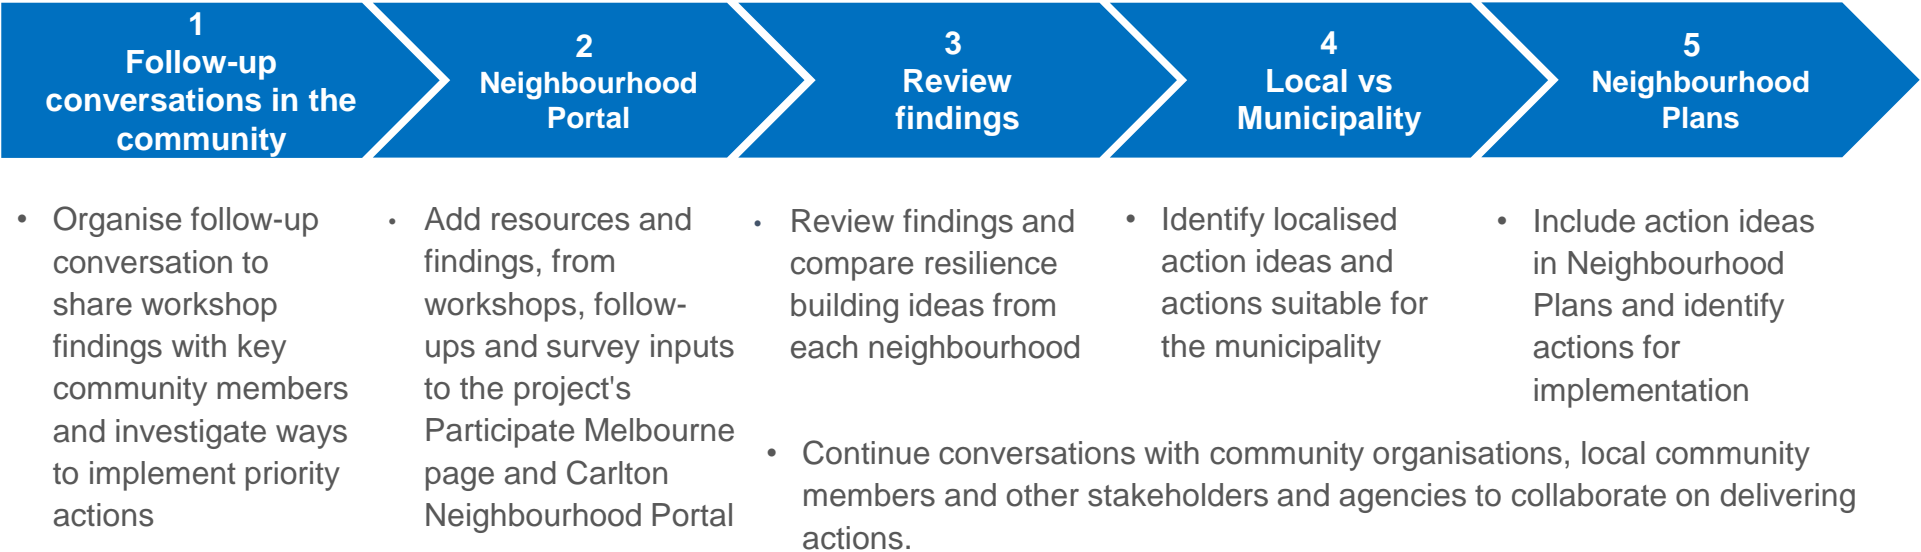 1
Follow-up
conversations in the
community
2
Neighbourhood
Portal
3
Review
findings
4
Local vs
Municipality
5
Neighbourhood
Plans
• Organise follow-up
conversation to
share workshop
findings with key
community members
and investigate ways
to implement priority
actions
• Add resources and
findings, from
workshops, follow-
ups and survey inputs
to the project's
Participate Melbourne
page and Carlton
Neighbourhood Portal
• Review findings and
compare resilience
building ideas from
each neighbourhood
• Identify localised
action ideas and
actions suitable for
the municipality
• Include action ideas
in Neighbourhood
Plans and identify
actions for
implementation
• Continue conversations with community organisations, local community
members and other stakeholders and agencies to collaborate on delivering
actions.